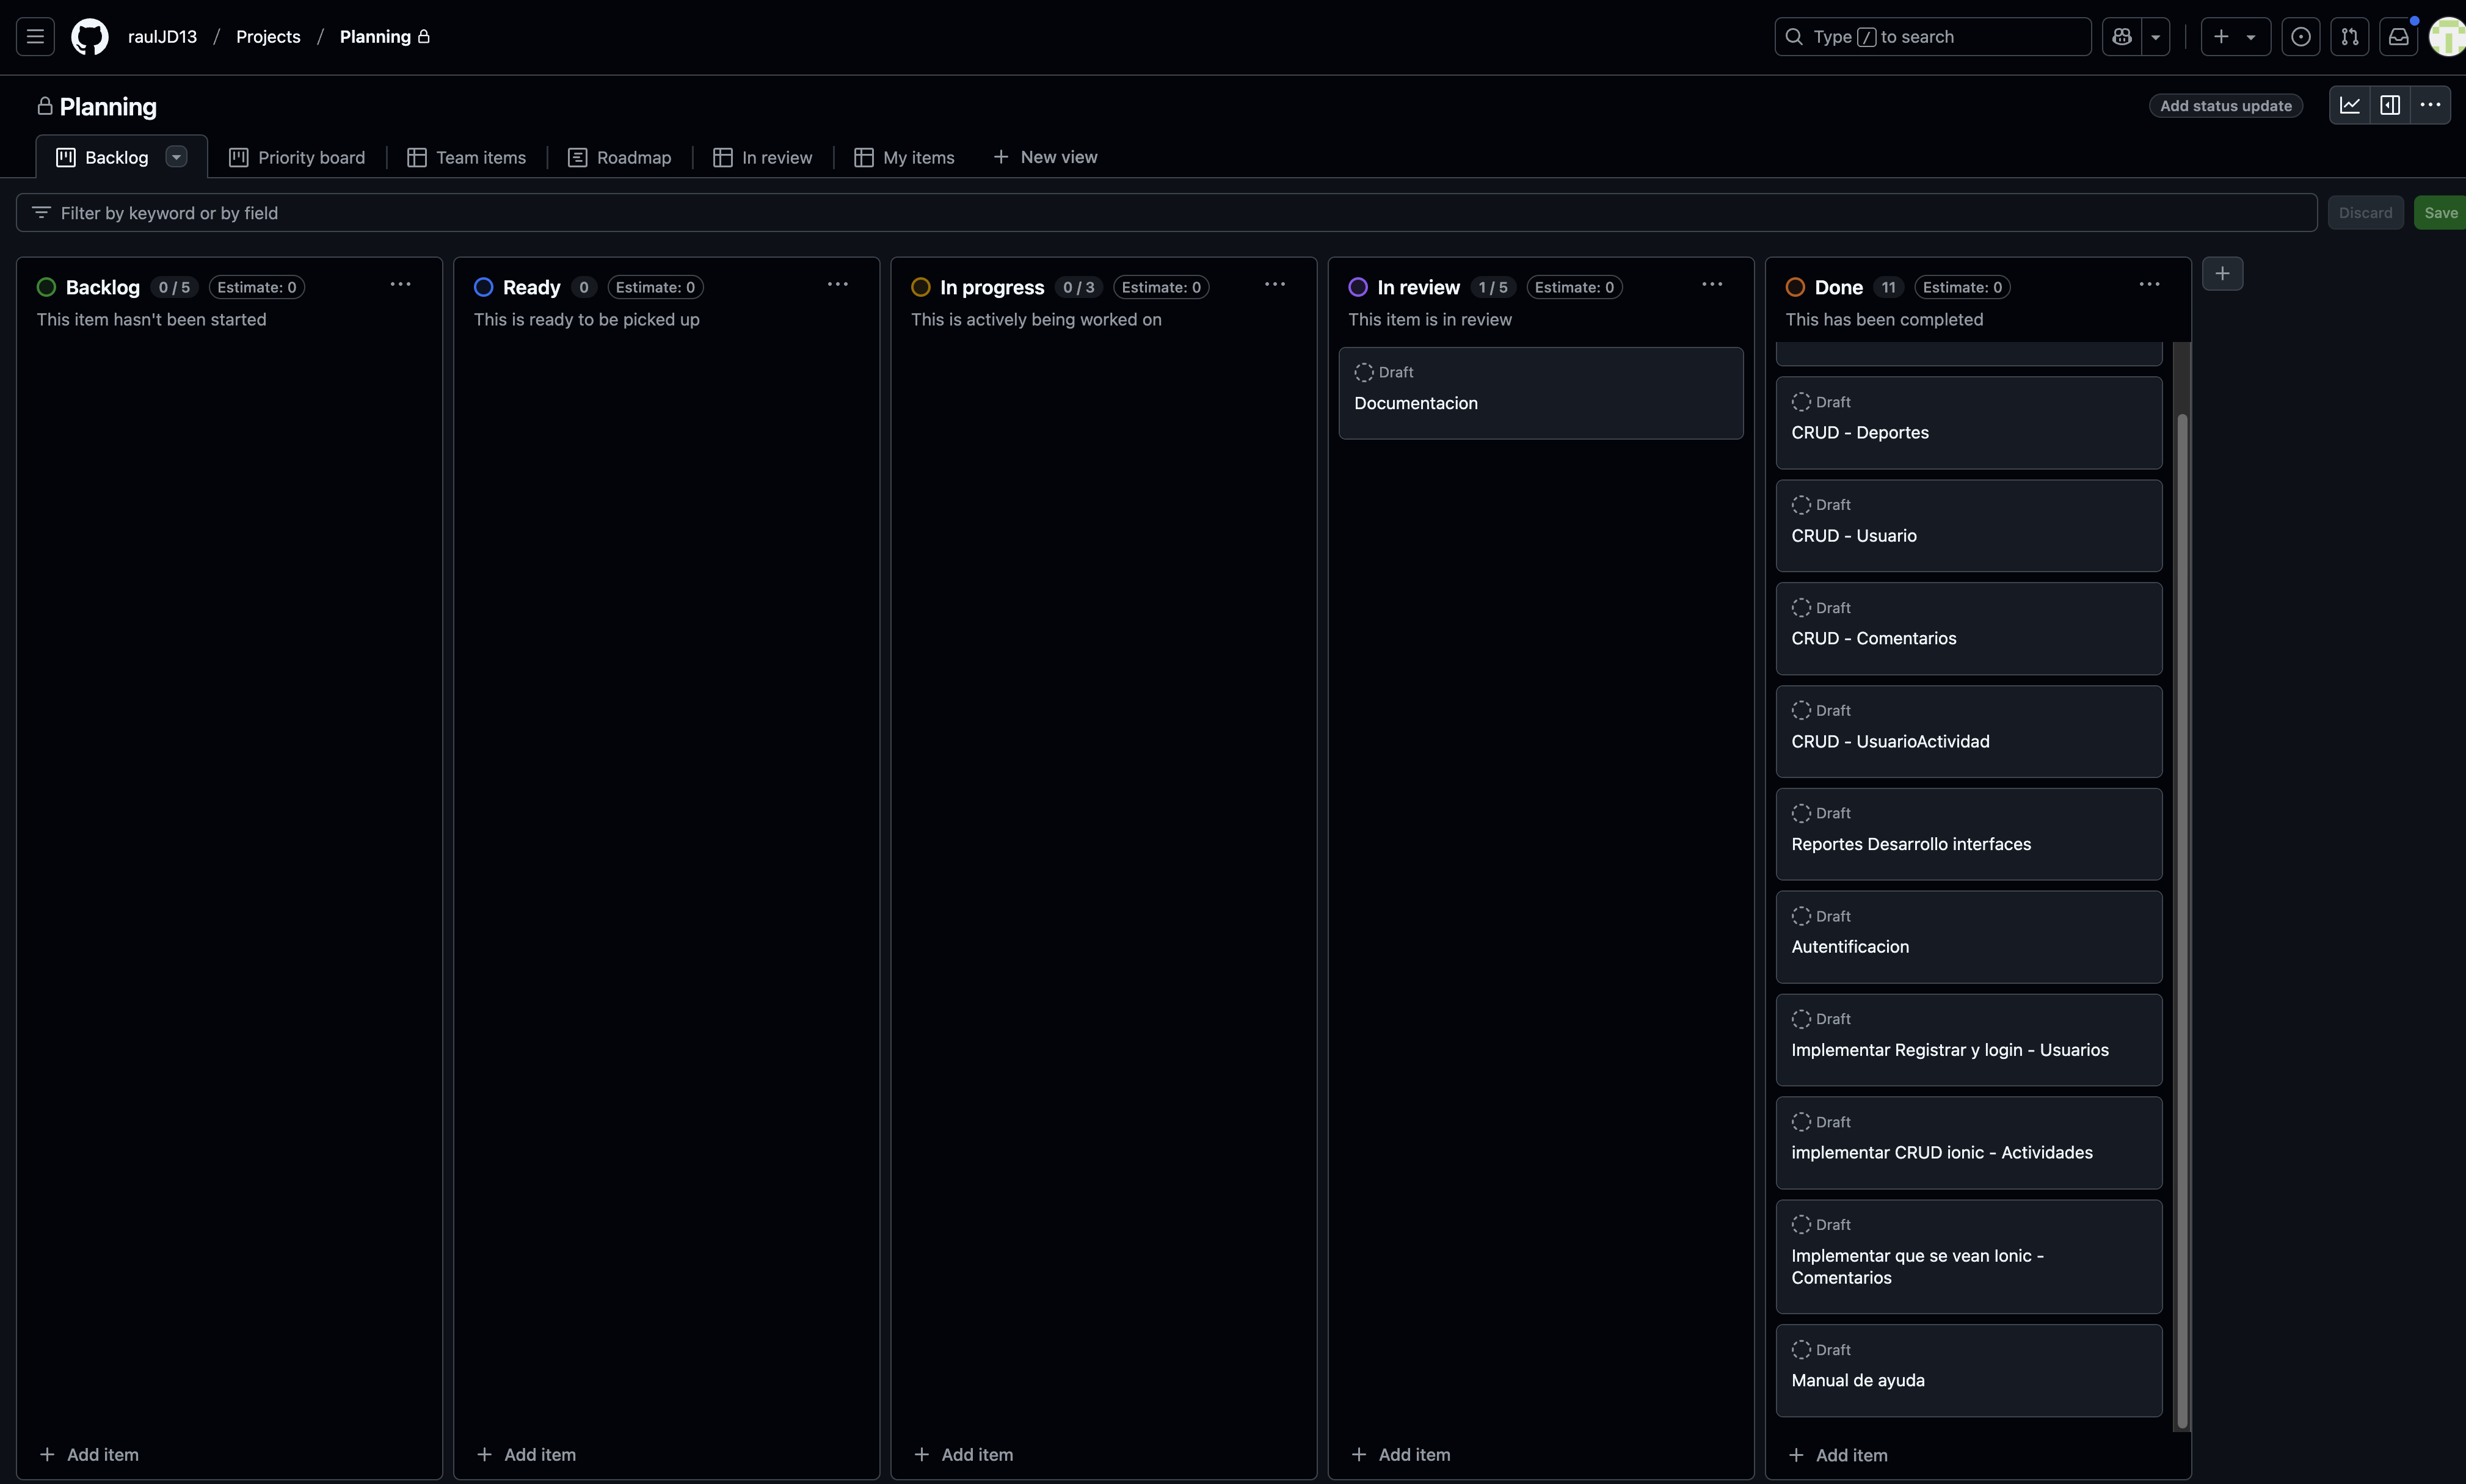 raulJD13 / Projects / Planning
Type / to search
Planning
Add status update
Backlog
Priority board
Team items
Roadmap
In review
My items
New view
Filter by keyword or by field
Discard
Save
Backlog 0 / 5 Estimate: 0
This item hasn't been started
Add item
Ready 0 Estimate: 0
This is ready to be picked up
Add item
In progress 0 / 3 Estimate: 0
This is actively being worked on
Add item
In review 1 / 5 Estimate: 0
This item is in review
Draft
Documentacion
Add item
Done 11 Estimate: 0
This has been completed
Draft
CRUD - Deportes
Draft
CRUD - Usuario
Draft
CRUD - Comentarios
Draft
CRUD - UsuarioActividad
Draft
Reportes Desarrollo interfaces
Draft
Autentificacion
Draft
Implementar Registrar y login - Usuarios
Draft
implementar CRUD ionic - Actividades
Draft
Implementar que se vean Ionic -
Comentarios
Draft
Manual de ayuda
Add item